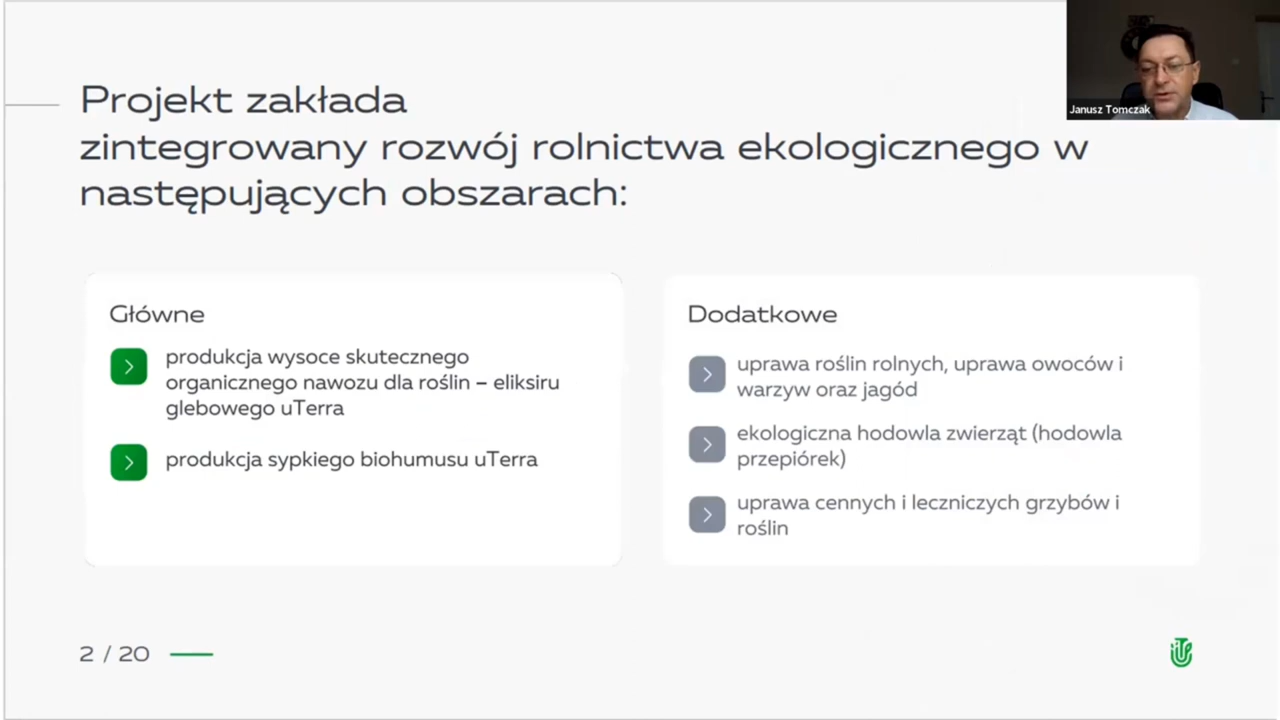 Janusz Tomczak
Projekt zakłada
zintegrowany rozwój rolnictwa ekologicznego w
następujących obszarach:
Główne
produkcja wysoce skutecznego
organicznego nawozu dla roślin – eliksiru
glebowego uTerra
produkcja sypkiego biohumusu uTerra
Dodatkowe
uprawa roślin rolnych, uprawa owoców i
warzyw oraz jagód
ekologiczna hodowla zwierząt (hodowla
przepiórek)
uprawa cennych i leczniczych grzybów i
roślin
2 / 20